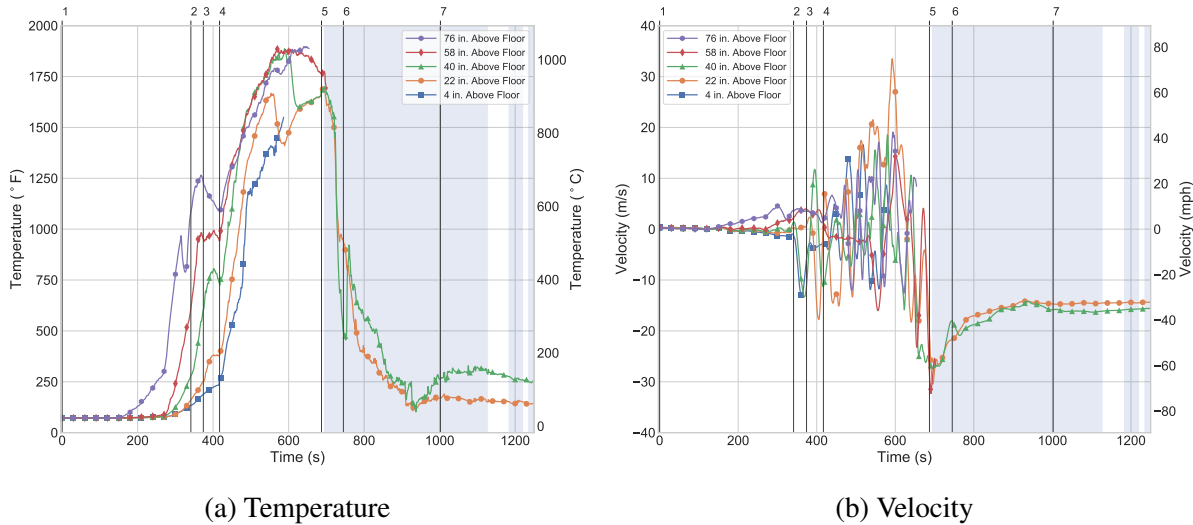 1 2 3 4 5 6 7
2000
1750
1500
1250
1000
750
500
250
0
Temperature (°F)
1000
800
600
400
200
0
Temperature (°C)
76 in. Above Floor
58 in. Above Floor
40 in. Above Floor
22 in. Above Floor
4 in. Above Floor
0 200 400 600 800 1000 1200
Time (s)
(a) Temperature
1 2 3 4 5 6 7
40
30
20
10
0
−10
−20
−30
−40
Velocity (m/s)
80
60
40
20
0
−20
−40
−60
−80
Velocity (mph)
76 in. Above Floor
58 in. Above Floor
40 in. Above Floor
22 in. Above Floor
4 in. Above Floor
0 200 400 600 800 1000 1200
Time (s)
(b) Velocity